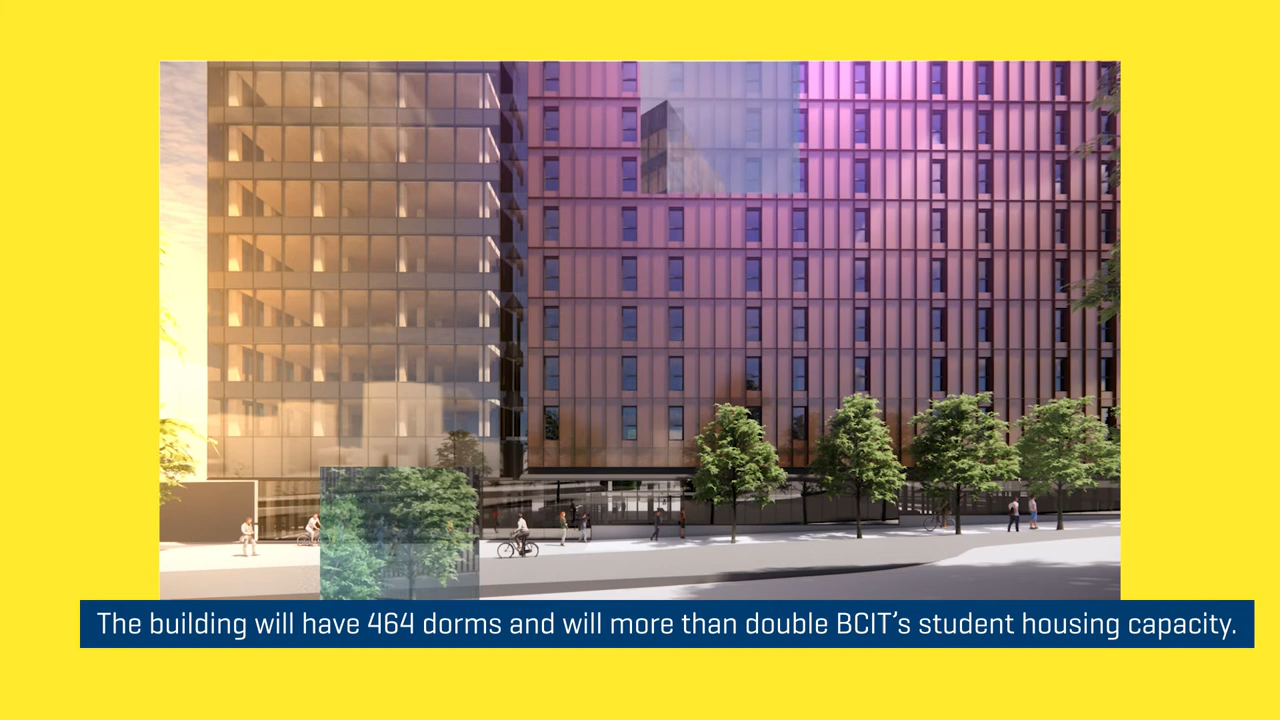 The building will have 464 dorms and will more than double BCIT’s student housing capacity.